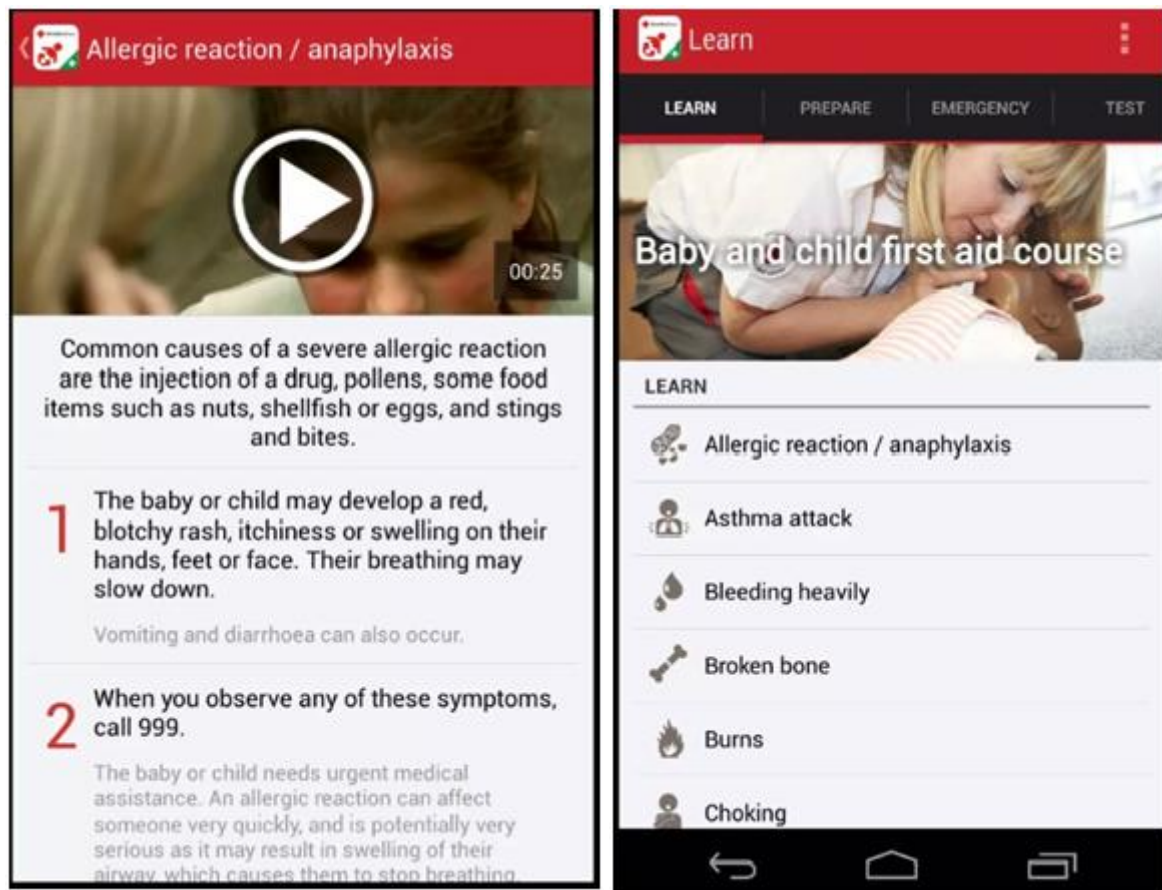 Allergic reaction / anaphylaxis
00:25
Common causes of a severe allergic reaction
are the injection of a drug, pollens, some food
items such as nuts, shellfish or eggs, and stings
and bites.
1
The baby or child may develop a red,
blotchy rash, itchiness or swelling on their
hands, feet or face. Their breathing may
slow down.
Vomiting and diarrhoea can also occur.
2
When you observe any of these symptoms,
call 999.
The baby or child needs urgent medical
assistance. An allergic reaction can affect
someone very quickly, and is potentially very
serious as it may result in swelling of their
airway, which causes them to stop breathing.
Learn
LEARN PREPARE EMERGENCY TEST
Baby and child first aid course
LEARN
Allergic reaction / anaphylaxis
Asthma attack
Bleeding heavily
Broken bone
Burns
Choking